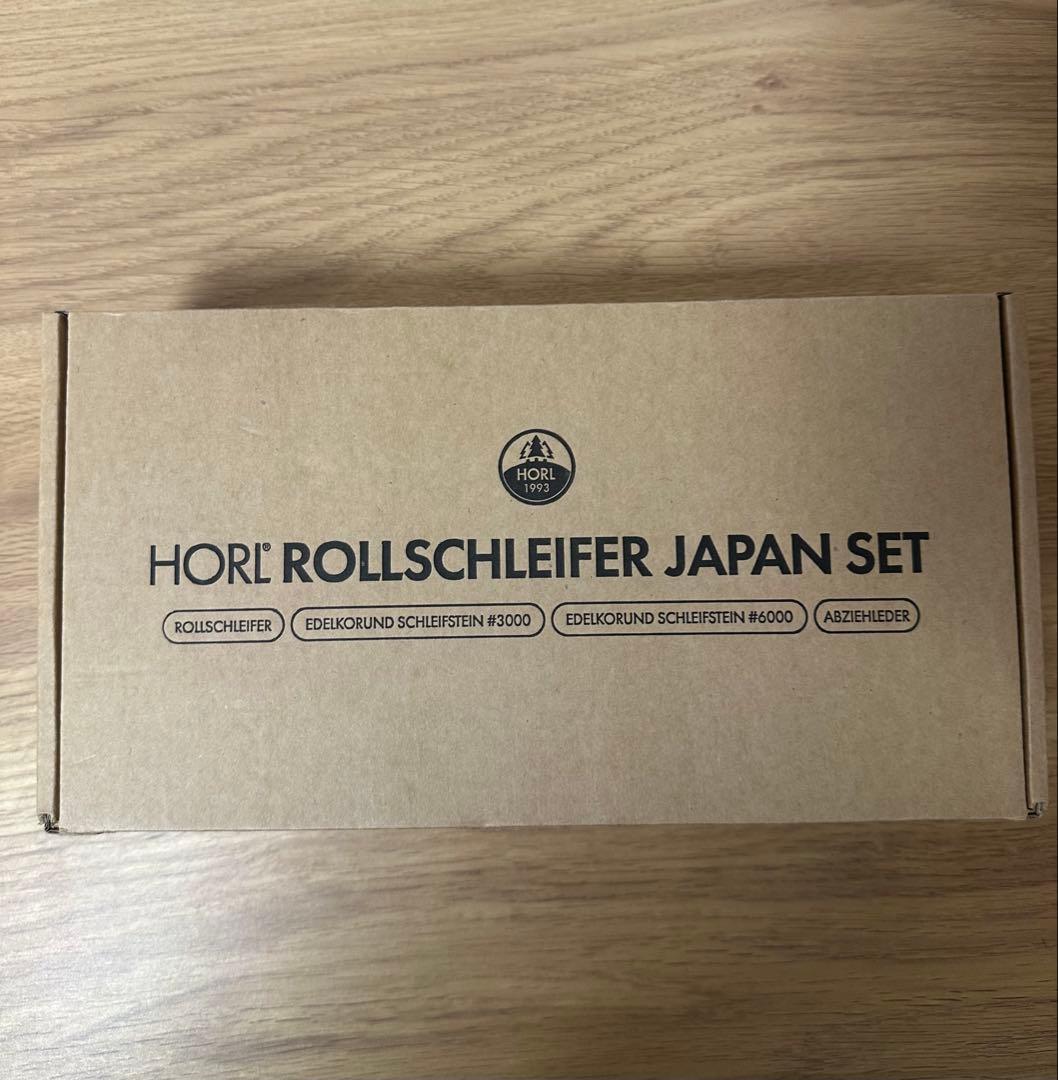 HORL
1993
HORL® ROLLSCHLEIFER JAPAN SET
ROLLSCHLEIFER EDELKORUND SCHLEIFSTEIN #3000 EDELKORUND SCHLEIFSTEIN #6000 ABZIEHLEDER